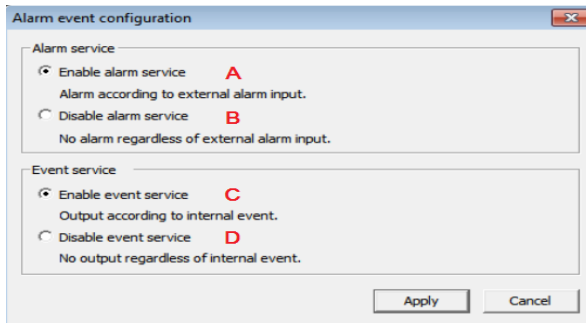 Alarm event configuration
Alarm service
Enable alarm service A
Alarm according to external alarm input.
Disable alarm service B
No alarm regardless of external alarm input.
Event service
Enable event service C
Output according to internal event.
Disable event service D
No output regardless of internal event.
Apply Cancel